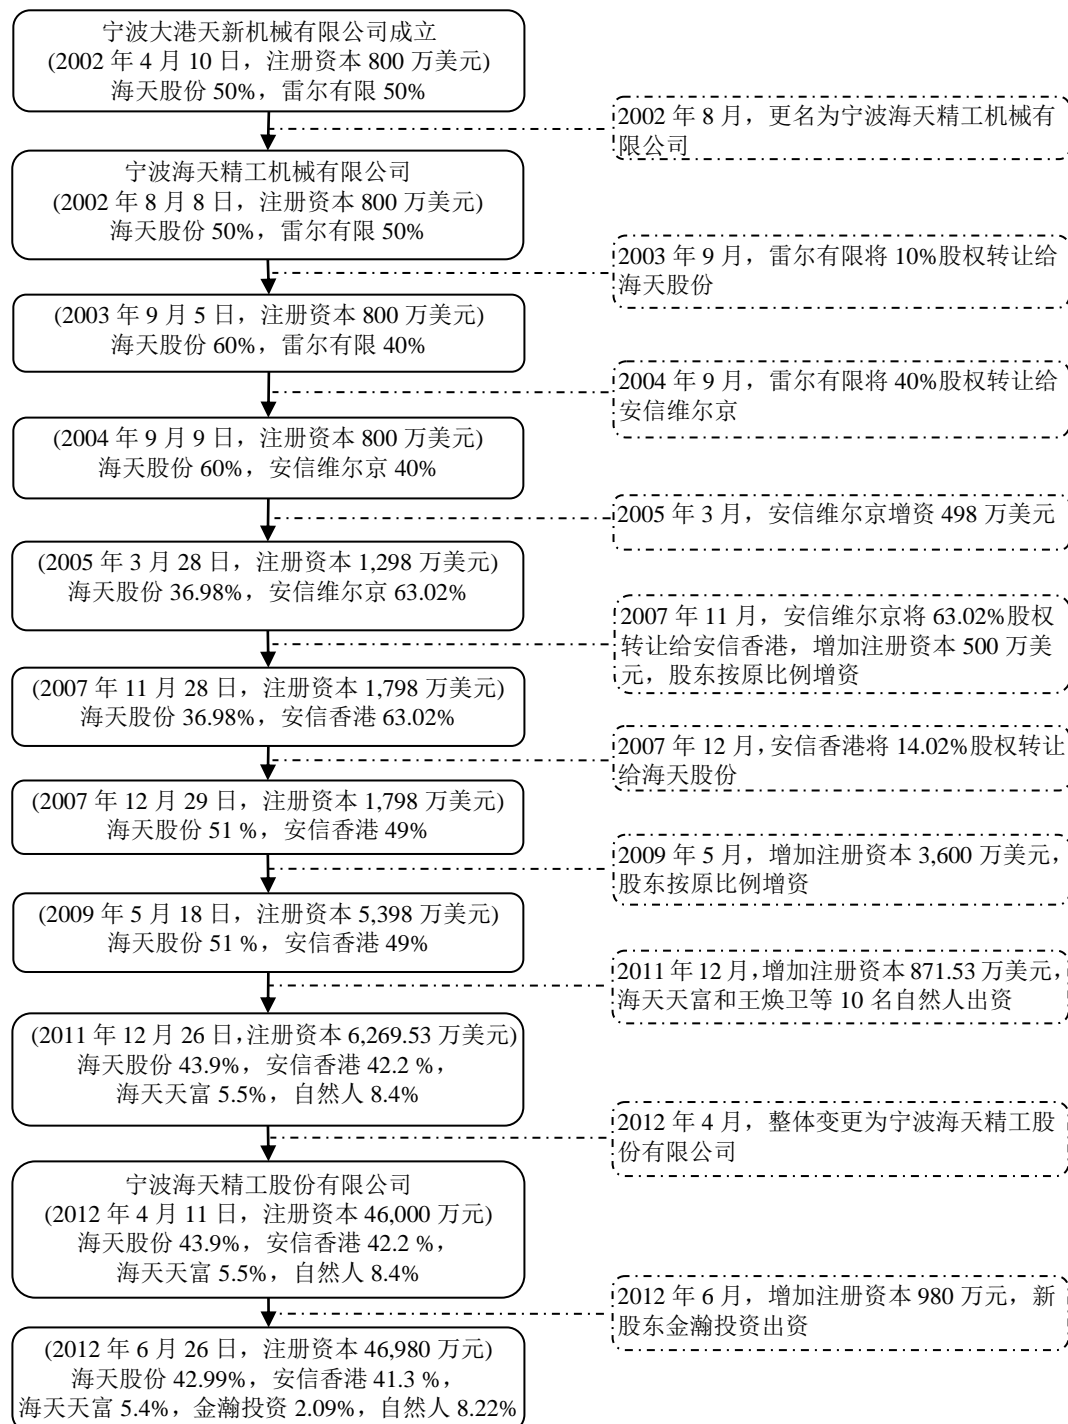 宁波大港天新机械有限公司成立
(2002 年 4 月 10 日，注册资本 800 万美元)
海天股份 50%，雷尔有限 50%
2002 年 8 月，更名为宁波海天精工机械有
限公司
宁波海天精工机械有限公司
(2002 年 8 月 8 日，注册资本 800 万美元)
海天股份 50%，雷尔有限 50%
2003 年 9 月，雷尔有限将 10%股权转让给
海天股份
(2003 年 9 月 5 日，注册资本 800 万美元)
海天股份 60%，雷尔有限 40%
2004 年 9 月，雷尔有限将 40%股权转让给
安信维尔京
(2004 年 9 月 9 日，注册资本 800 万美元)
海天股份 60%，安信维尔京 40%
2005 年 3 月，安信维尔京增资 498 万美元
(2005 年 3 月 28 日，注册资本 1,298 万美元)
海天股份 36.98%，安信维尔京 63.02%
2007 年 11 月，安信维尔京将 63.02%股权
转让给安信香港，增加注册资本 500 万美
元，股东按原比例增资
(2007 年 11 月 28 日，注册资本 1,798 万美元)
海天股份 36.98%，安信香港 63.02%
2007 年 12 月，安信香港将 14.02%股权转让
给海天股份
(2007 年 12 月 29 日，注册资本 1,798 万美元)
海天股份 51 %，安信香港 49%
2009 年 5 月，增加注册资本 3,600 万美元，
股东按原比例增资
(2009 年 5 月 18 日，注册资本 5,398 万美元)
海天股份 51 %，安信香港 49%
2011 年 12 月，增加注册资本 871.53 万美元，
海天天富和王焕卫等 10 名自然人出资
(2011 年 12 月 26 日，注册资本 6,269.53 万美元)
海天股份 43.9%，安信香港 42.2 %，
海天天富 5.5%，自然人 8.4%
2012 年 4 月，整体变更为宁波海天精工股
份有限公司
宁波海天精工股份有限公司
(2012 年 4 月 11 日，注册资本 46,000 万元)
海天股份 43.9%，安信香港 42.2 %，
海天天富 5.5%，自然人 8.4%
2012 年 6 月，增加注册资本 980 万元，新
股东金瀚投资出资
(2012 年 6 月 26 日，注册资本 46,980 万元)
海天股份 42.99%，安信香港 41.3 %，
海天天富 5.4%，金瀚投资 2.09%，自然人 8.22%